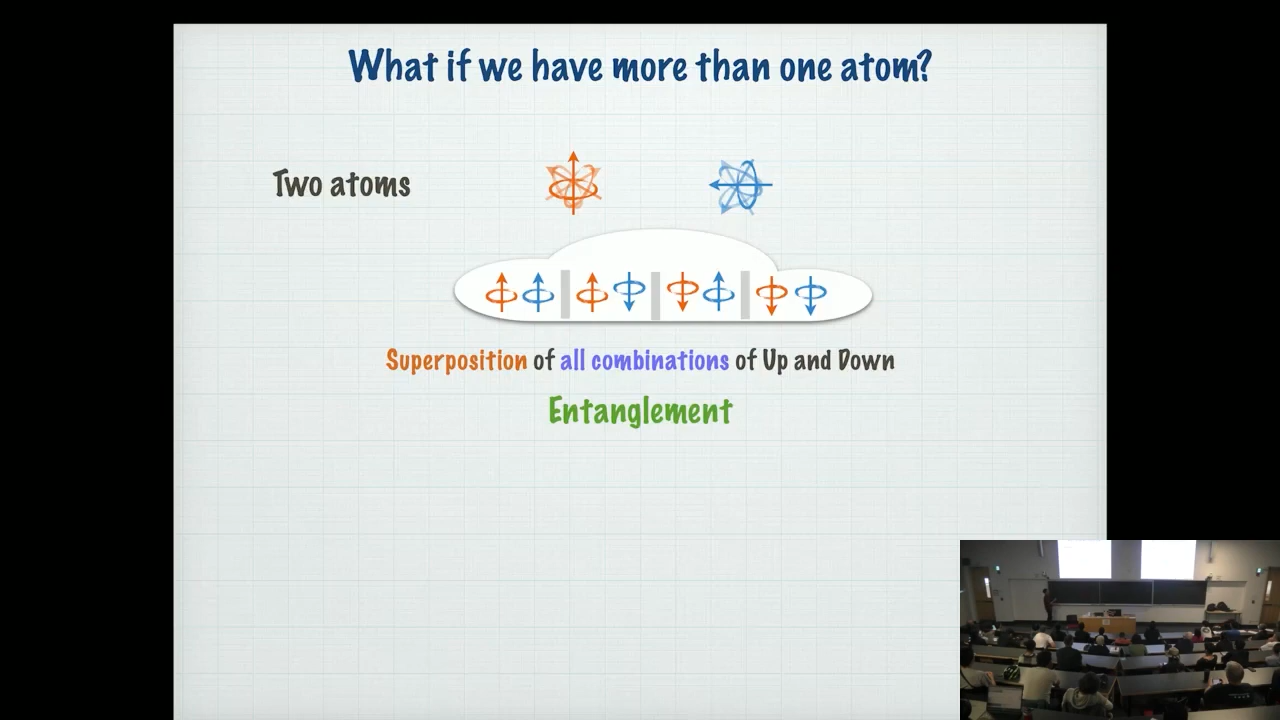 What if we have more than one atom?
Two atoms
Superposition of all combinations of Up and Down
Entanglement